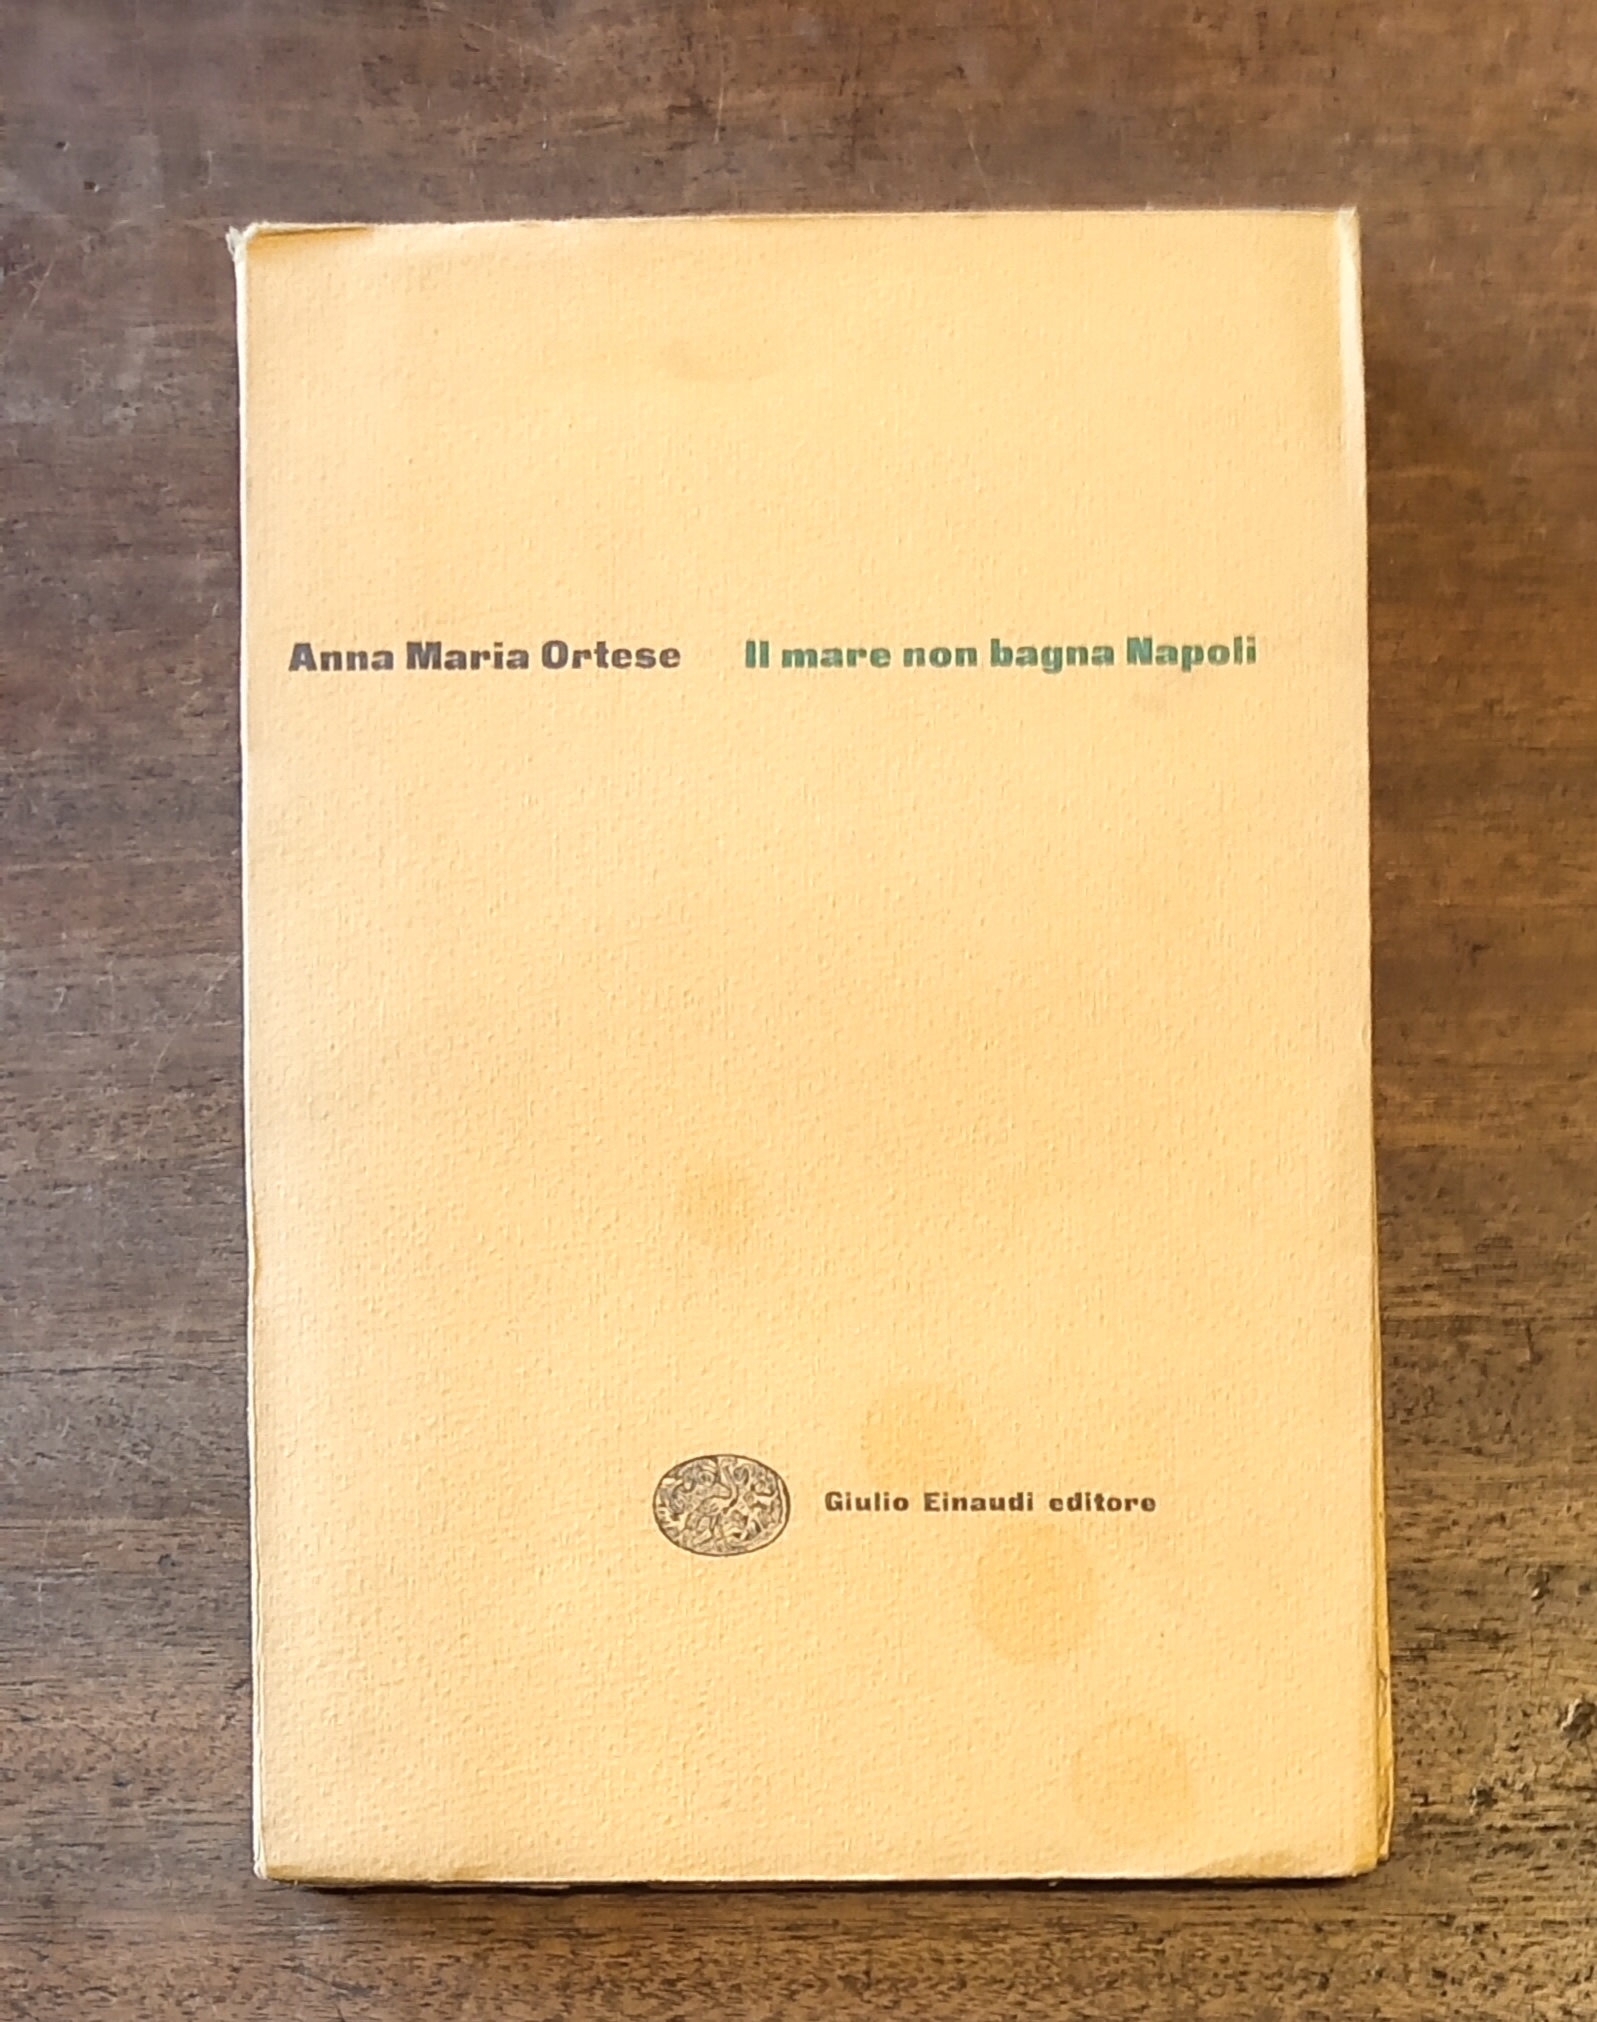 Anna Maria Ortese Il mare non bagna Napoli
Giulio Einaudi editore